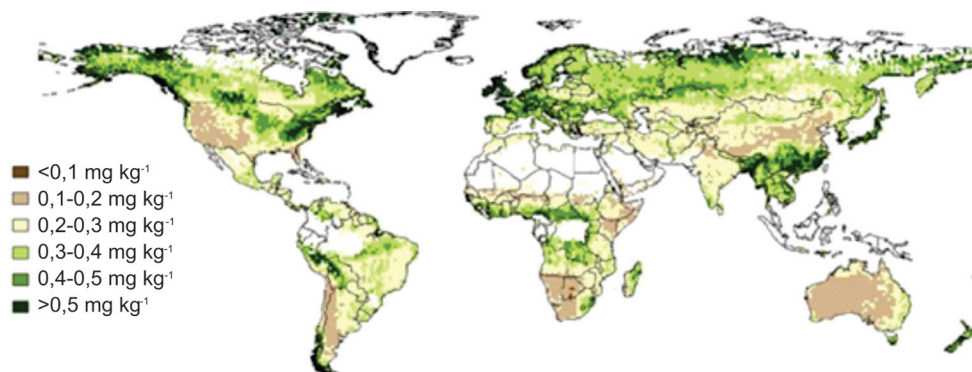 <0,1 mg kg⁻¹
0,1-0,2 mg kg⁻¹
0,2-0,3 mg kg⁻¹
0,3-0,4 mg kg⁻¹
0,4-0,5 mg kg⁻¹
>0,5 mg kg⁻¹